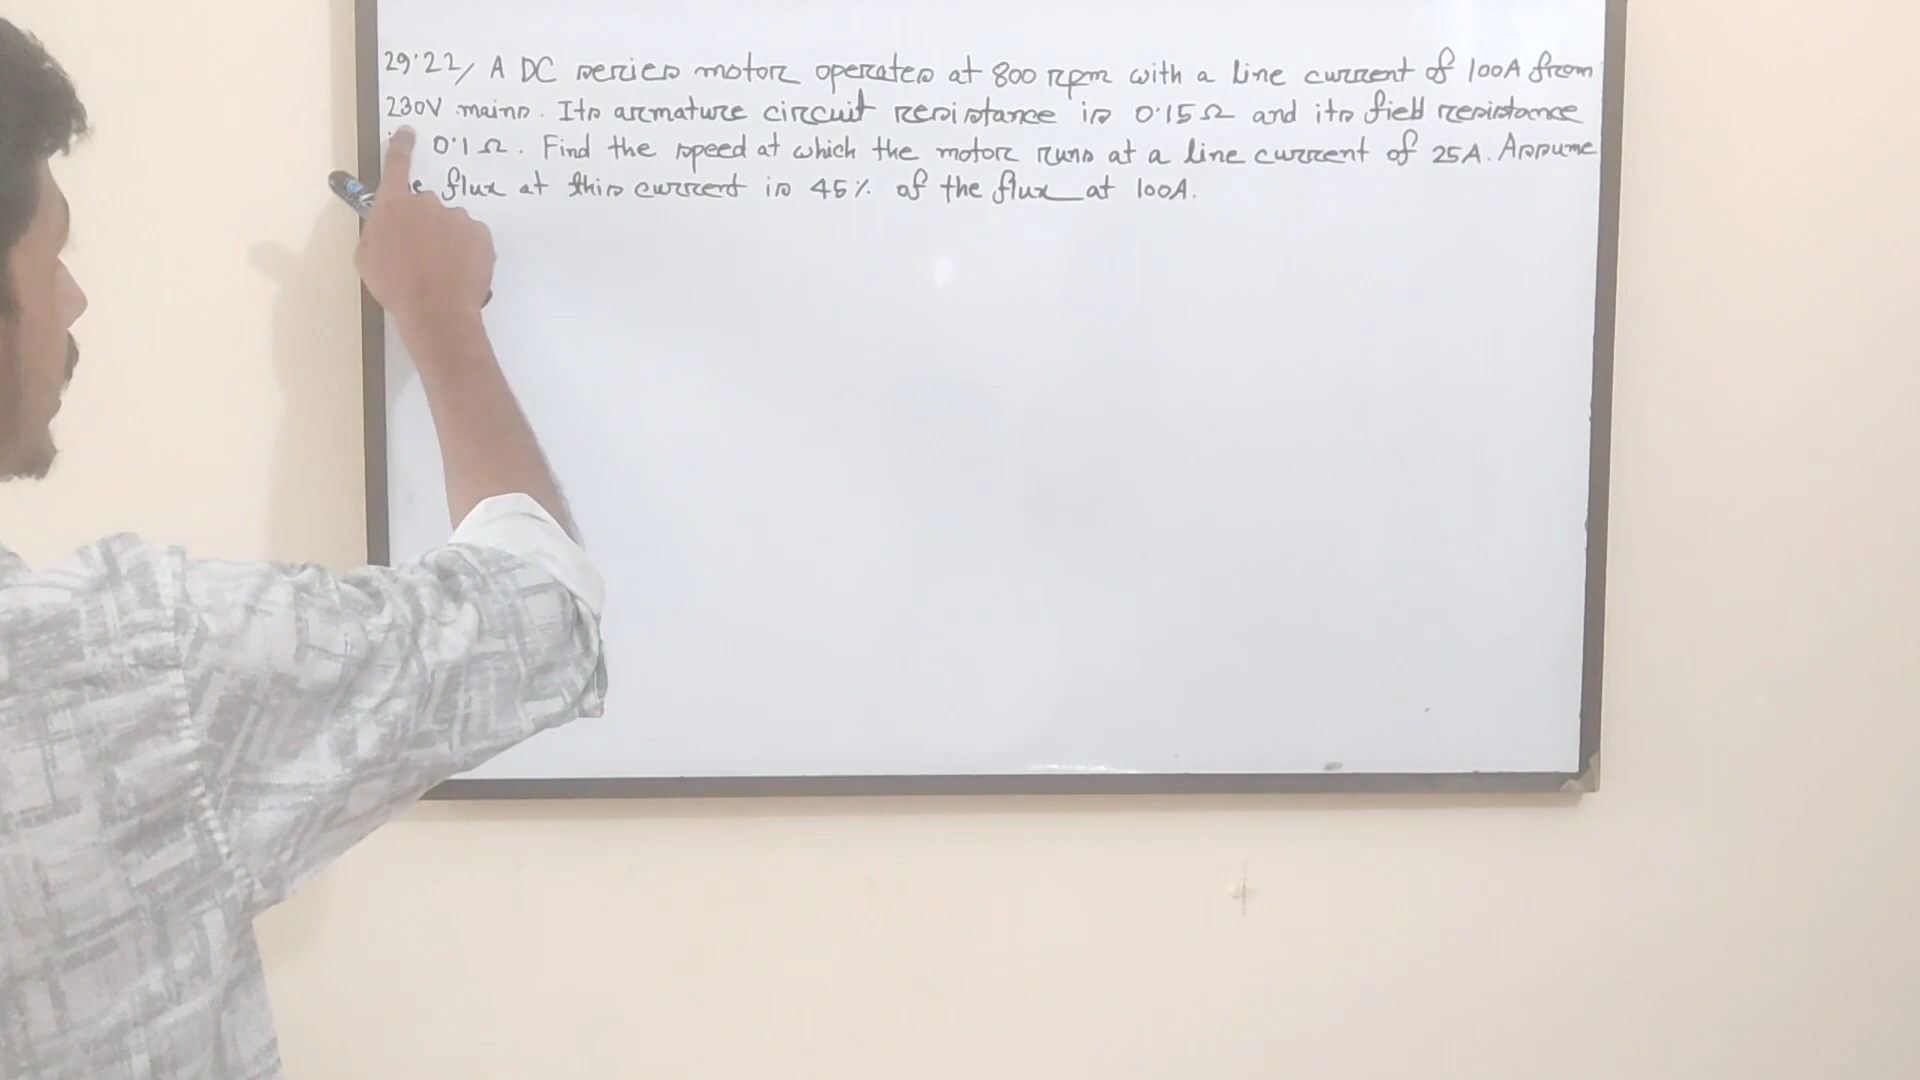 29.22/ A DC series motor operates at 800 rpm with a line current of 100A from
230V mains. Its armature circuit resistance is 0.15Ω and its field resistance
0.1Ω. Find the speed at which the motor runs at a line current of 25A. Assume
flux at this current is 45% of the flux at 100A.